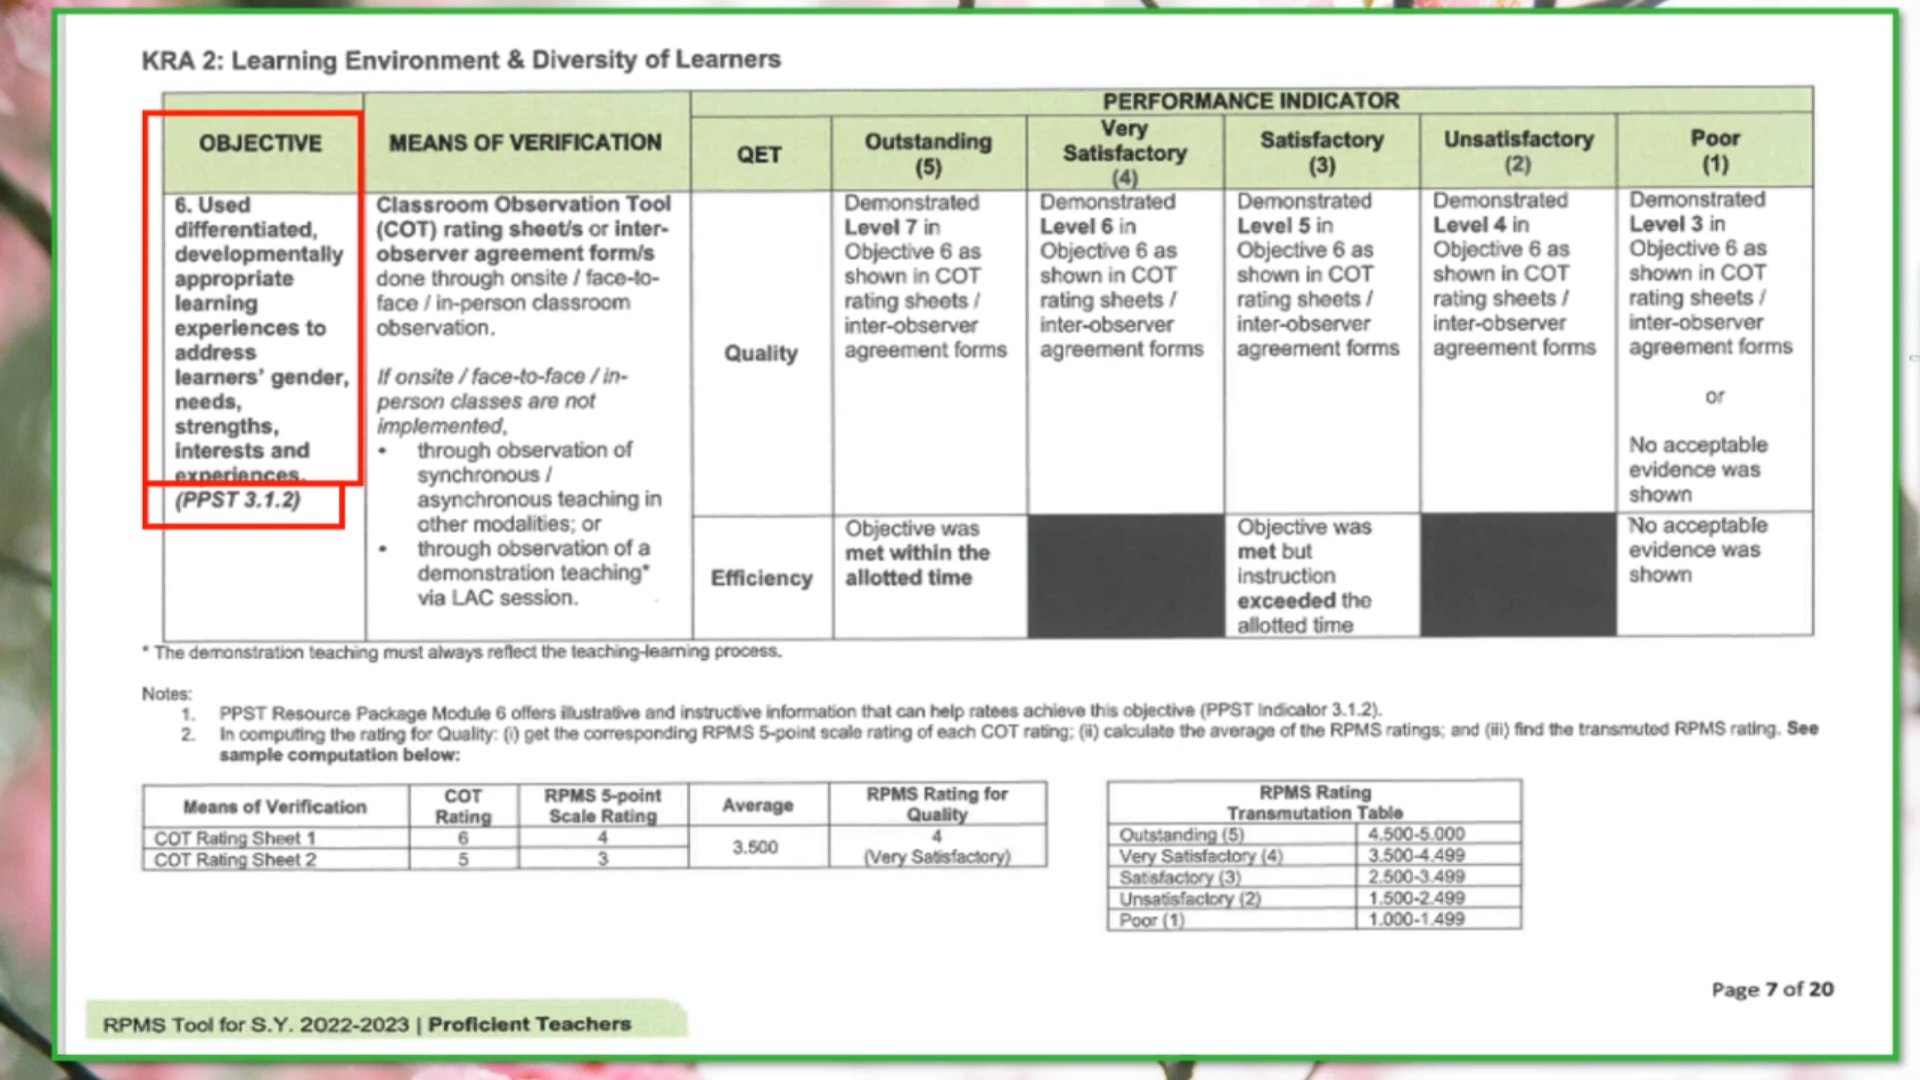 KRA 2: Learning Environment & Diversity of Learners
OBJECTIVE
MEANS OF VERIFICATION
PERFORMANCE INDICATOR
QET
Outstanding
(5)
Very
Satisfactory
(4)
Satisfactory
(3)
Unsatisfactory
(2)
Poor
(1)
6. Used
differentiated,
developmentally
appropriate
learning
experiences to
address
learners' gender,
needs,
strengths,
interests and
experiences.
(PPST 3.1.2)
Classroom Observation Tool
(COT) rating sheet/s or inter-
observer agreement form/s
done through onsite / face-to-
face / in-person classroom
observation.
If onsite / face-to-face / in-
person classes are not
implemented,
• through observation of
synchronous /
asynchronous teaching in
other modalities; or
• through observation of a
demonstration teaching*
via LAC session.
Quality
Demonstrated
Level 7 in
Objective 6 as
shown in COT
rating sheets /
inter-observer
agreement forms
Demonstrated
Level 6 in
Objective 6 as
shown in COT
rating sheets /
inter-observer
agreement forms
Demonstrated
Level 5 in
Objective 6 as
shown in COT
rating sheets /
inter-observer
agreement forms
Demonstrated
Level 4 in
Objective 6 as
shown in COT
rating sheets /
inter-observer
agreement forms
Demonstrated
Level 3 in
Objective 6 as
shown in COT
rating sheets /
inter-observer
agreement forms
or
No acceptable
evidence was
shown
Efficiency
Objective was
met within the
allotted time
Objective was
met but
instruction
exceeded the
allotted time
No acceptable
evidence was
shown
* The demonstration teaching must always reflect the teaching-learning process.
Notes:
1. PPST Resource Package Module 6 offers illustrative and instructive information that can help ratees achieve this objective (PPST Indicator 3.1.2).
2. In computing the rating for Quality: (i) get the corresponding RPMS 5-point scale rating of each COT rating; (ii) calculate the average of the RPMS ratings; and (iii) find the transmuted RPMS rating. See
sample computation below:
Means of Verification
COT
Rating
RPMS 5-point
Scale Rating
Average
RPMS Rating for
Quality
COT Rating Sheet 1
6
4
3.500
4
(Very Satisfactory)
COT Rating Sheet 2
5
3
RPMS Rating
Transmutation Table
Outstanding (5) 4.500-5.000
Very Satisfactory (4) 3.500-4.499
Satisfactory (3) 2.500-3.499
Unsatisfactory (2) 1.500-2.499
Poor (1) 1.000-1.499
Page 7 of 20
RPMS Tool for S.Y. 2022-2023 | Proficient Teachers